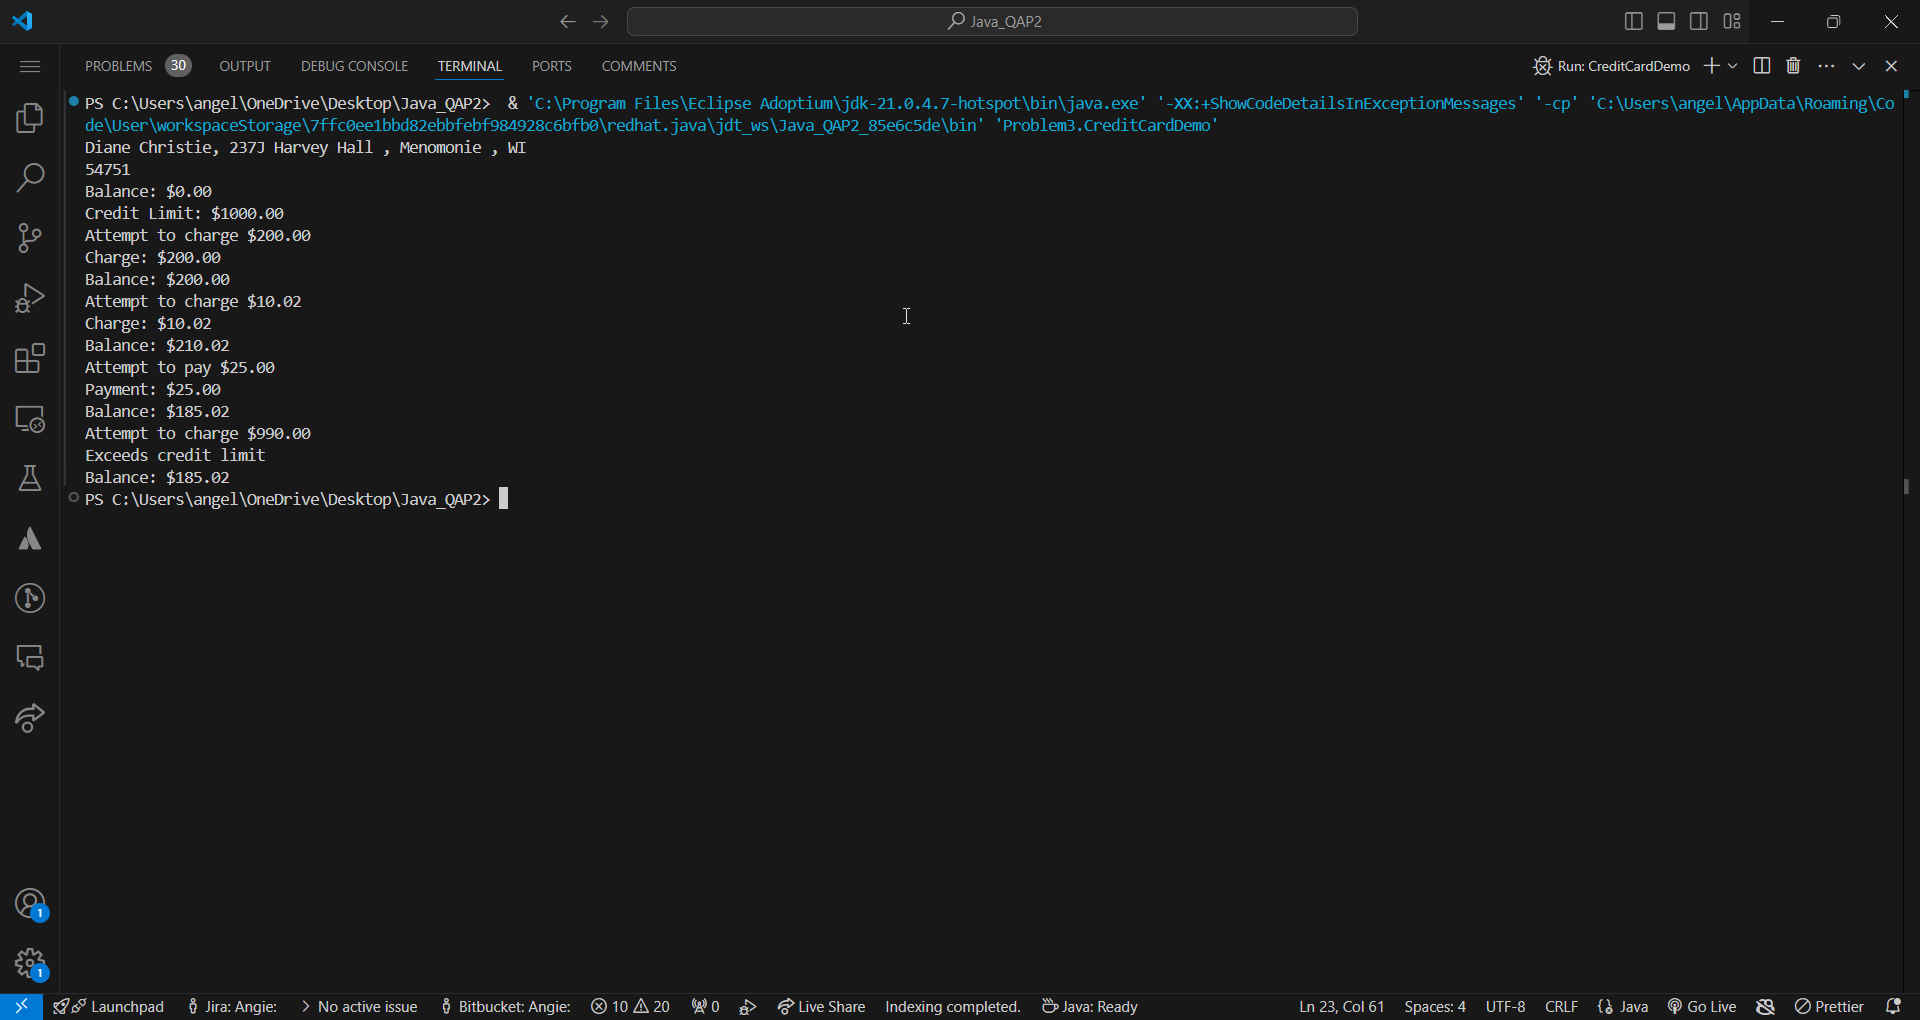 Java_QAP2
PROBLEMS 30 OUTPUT DEBUG CONSOLE TERMINAL PORTS COMMENTS
Run: CreditCardDemo
PS C:\Users\angel\OneDrive\Desktop\Java_QAP2> & 'C:\Program Files\Eclipse Adoptium\jdk-21.0.4.7-hotspot\bin\java.exe' '-XX:+ShowCodeDetailsInExceptionMessages' '-cp' 'C:\Users\angel\AppData\Roaming\Co
de\User\workspaceStorage\7ffc0ee1bbd82ebbfebf984928c6bfb0\redhat.java\jdt_ws\Java_QAP2_85e6c5de\bin' 'Problem3.CreditCardDemo'
Diane Christie, 237J Harvey Hall , Menomonie , WI
54751
Balance: $0.00
Credit Limit: $1000.00
Attempt to charge $200.00
Charge: $200.00
Balance: $200.00
Attempt to charge $10.02
Charge: $10.02
Balance: $210.02
Attempt to pay $25.00
Payment: $25.00
Balance: $185.02
Attempt to charge $990.00
Exceeds credit limit
Balance: $185.02
PS C:\Users\angel\OneDrive\Desktop\Java_QAP2>
1
1
Launchpad Jira: Angie: No active issue Bitbucket: Angie: 10 20 0 Live Share Indexing completed. Java: Ready Ln 23, Col 61 Spaces: 4 UTF-8 CRLF {} Java Go Live Prettier